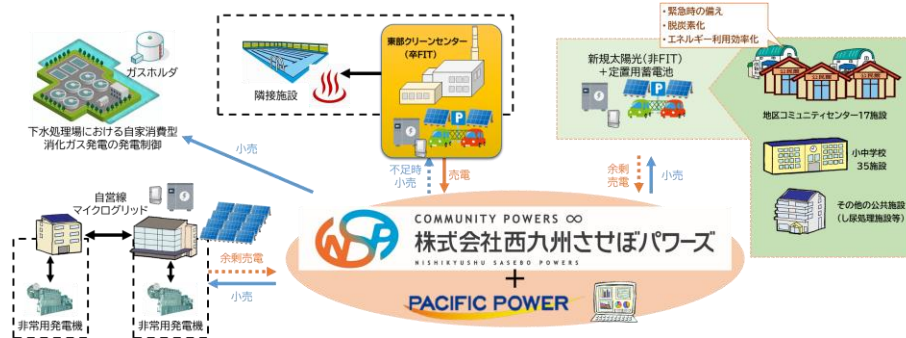 ・緊急時の備え
・脱炭素化
・エネルギー利用効率化
ガスホルダ
下水処理場における自家消費型
消化ガス発電の発電制御
隣接施設
東部クリーンセンター
(卒FIT)
P
新規太陽光(非FIT)
+定置用蓄電池
P
公民館
公民館
公民館
地区コミュニティセンター17施設
小中学校
35施設
その他の公共施設
(し尿処理施設等)
小売
不足時
小売
売電
余剰
売電
小売
自営線
マイクログリッド
余剰売電
小売
非常用発電機
非常用発電機
COMMUNITY POWERS ∞
株式会社西九州させぼパワーズ
NISHIKYUSHU SASEBO POWERS
+
PACIFIC POWER